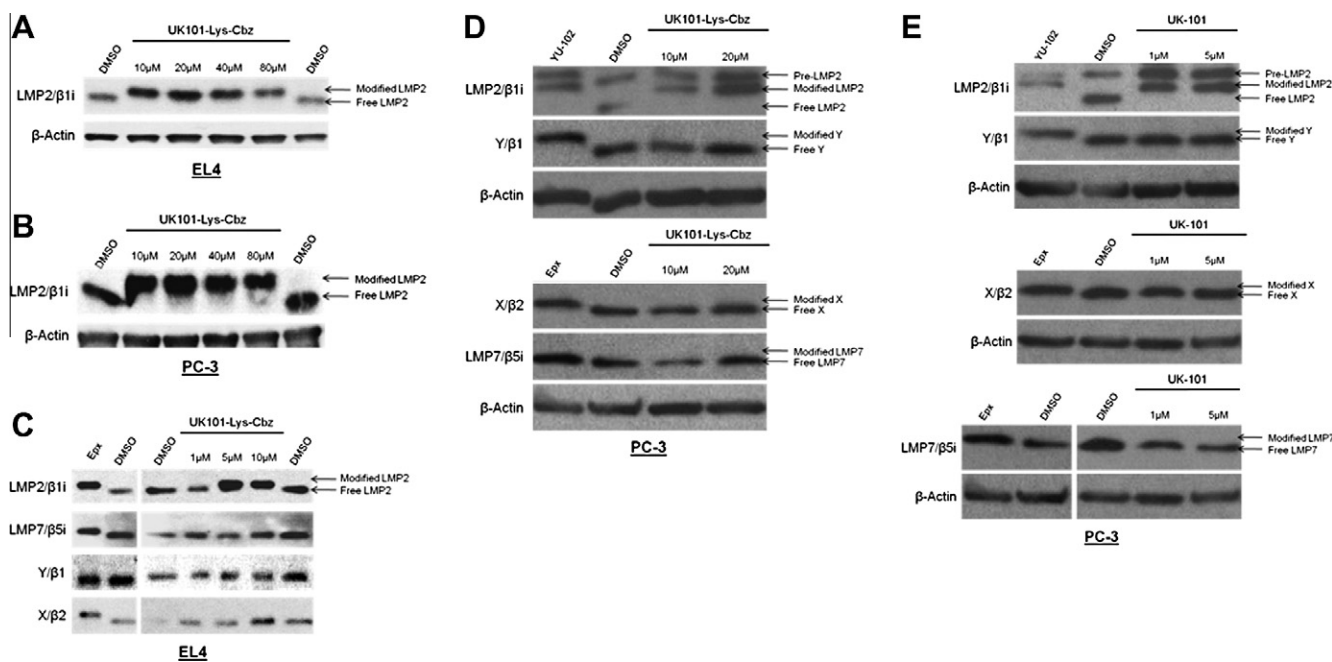 A
UK101-Lys-Cbz
DMSO 10µM 20µM 40µM 80µM DMSO
LMP2/β1i
Modified LMP2
Free LMP2
β-Actin
EL4
B
UK101-Lys-Cbz
DMSO 10µM 20µM 40µM 80µM DMSO
LMP2/β1i
Modified LMP2
Free LMP2
β-Actin
PC-3
C
UK101-Lys-Cbz
Epx DMSO DMSO 1µM 5µM 10µM DMSO
LMP2/β1i
Modified LMP2
Free LMP2
LMP7/β5i
Y/β1
X/β2
EL4
D
UK101-Lys-Cbz
YU-102 DMSO 10µM 20µM
LMP2/β1i
Pre-LMP2
Modified LMP2
Free LMP2
Y/β1
Modified Y
Free Y
β-Actin
UK101-Lys-Cbz
Epx DMSO 10µM 20µM
X/β2
Modified X
Free X
LMP7/β5i
Modified LMP7
Free LMP7
β-Actin
PC-3
E
UK-101
YU-102 DMSO 1µM 5µM
LMP2/β1i
Pre-LMP2
Modified LMP2
Free LMP2
Y/β1
Modified Y
Free Y
β-Actin
UK-101
Epx DMSO 1µM 5µM
X/β2
Modified X
Free X
β-Actin
UK-101
Epx DMSO DMSO 1µM 5µM
LMP7/β5i
Modified LMP7
Free LMP7
β-Actin
PC-3